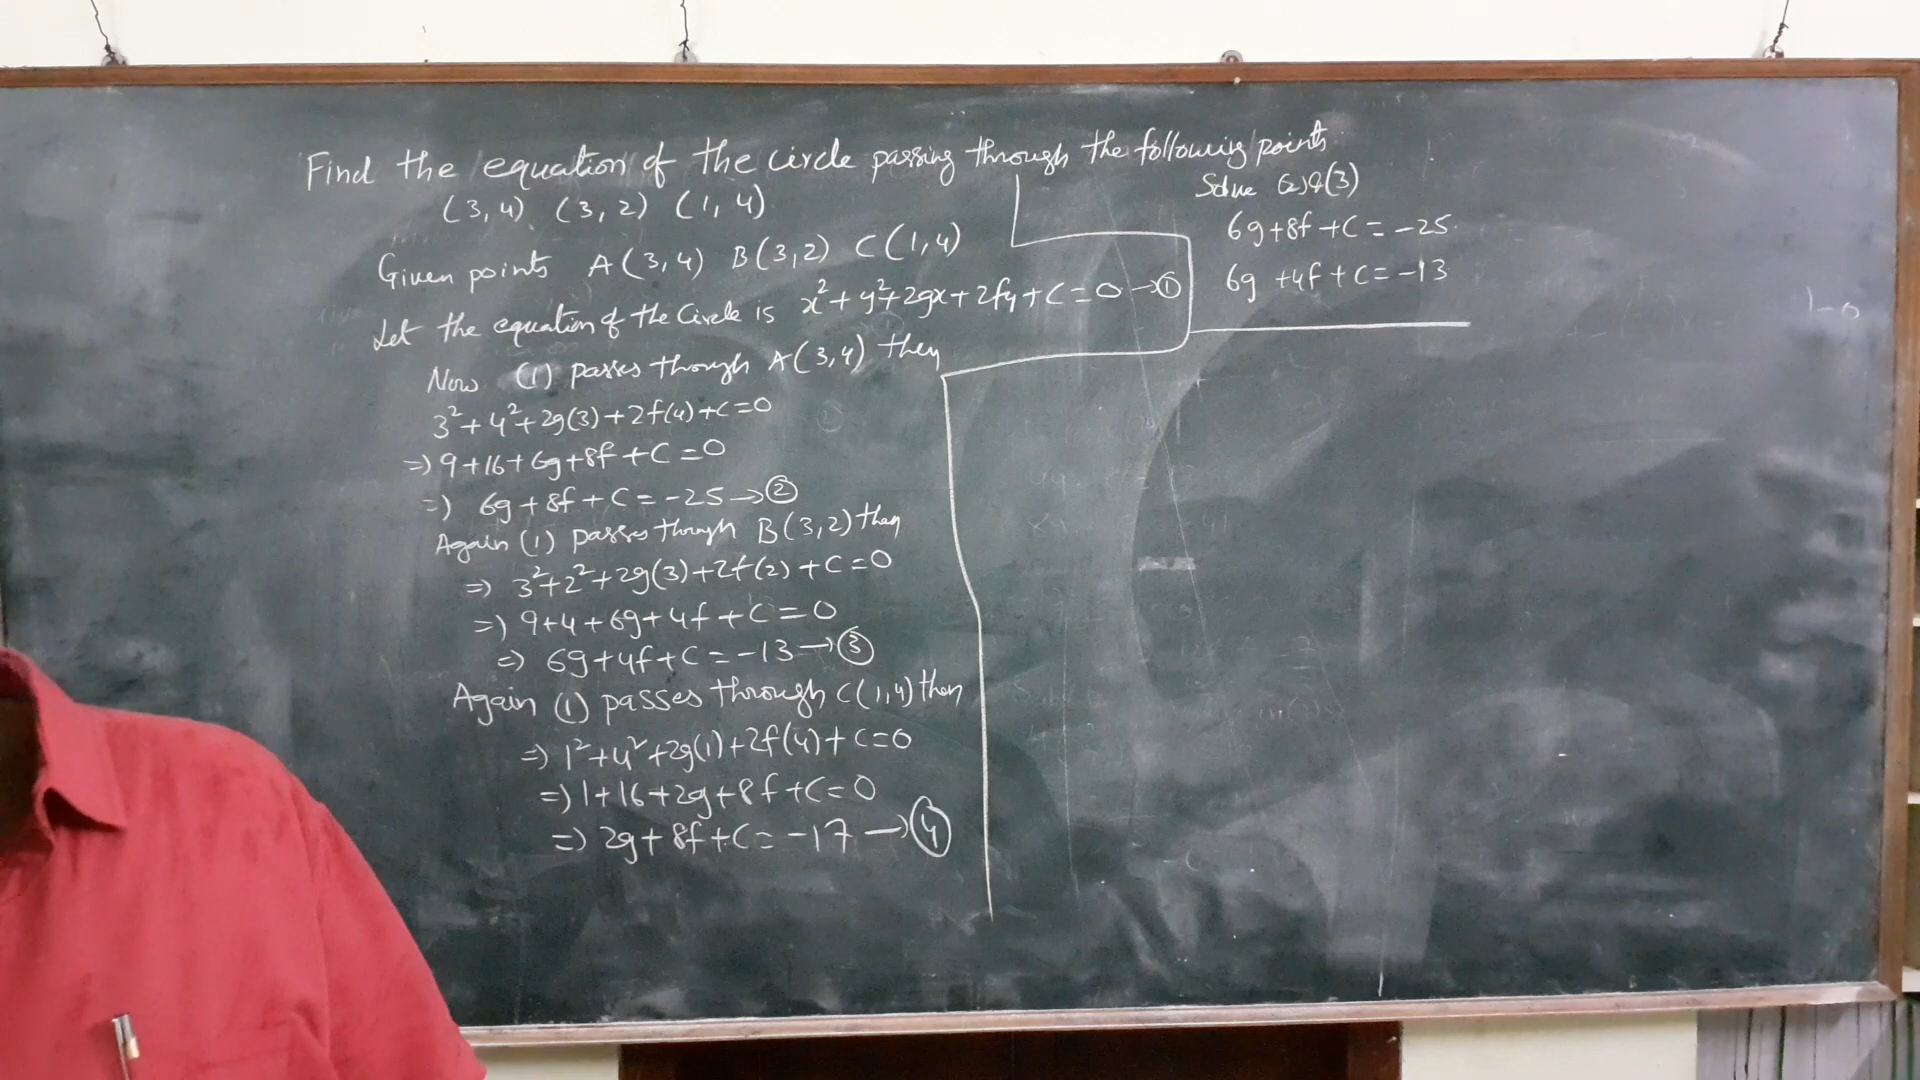 Find the equation of the circle passing through the following points
(3,4) (3,2) (1,4)
Given points A(3,4) B(3,2) C(1,4)
Let the equation of the Circle is x²+y²+2gx+2fy+C=0 →①
Now (1) passes through A(3,4) then
3²+4²+2g(3)+2f(4)+C=0
⇒ 9+16+6g+8f+C=0
⇒ 6g+8f+C=-25→②
Again (1) passes through B(3,2) then
⇒ 3²+2²+2g(3)+2f(2)+C=0
⇒ 9+4+6g+4f+C=0
⇒ 6g+4f+C=-13→③
Again (1) passes through C(1,4) then
⇒ 1²+4²+2g(1)+2f(4)+C=0
⇒ 1+16+2g+8f+C=0
⇒ 2g+8f+C=-17→④
Solve (2)&(3)
6g+8f+C=-25
6g+4f+C=-13